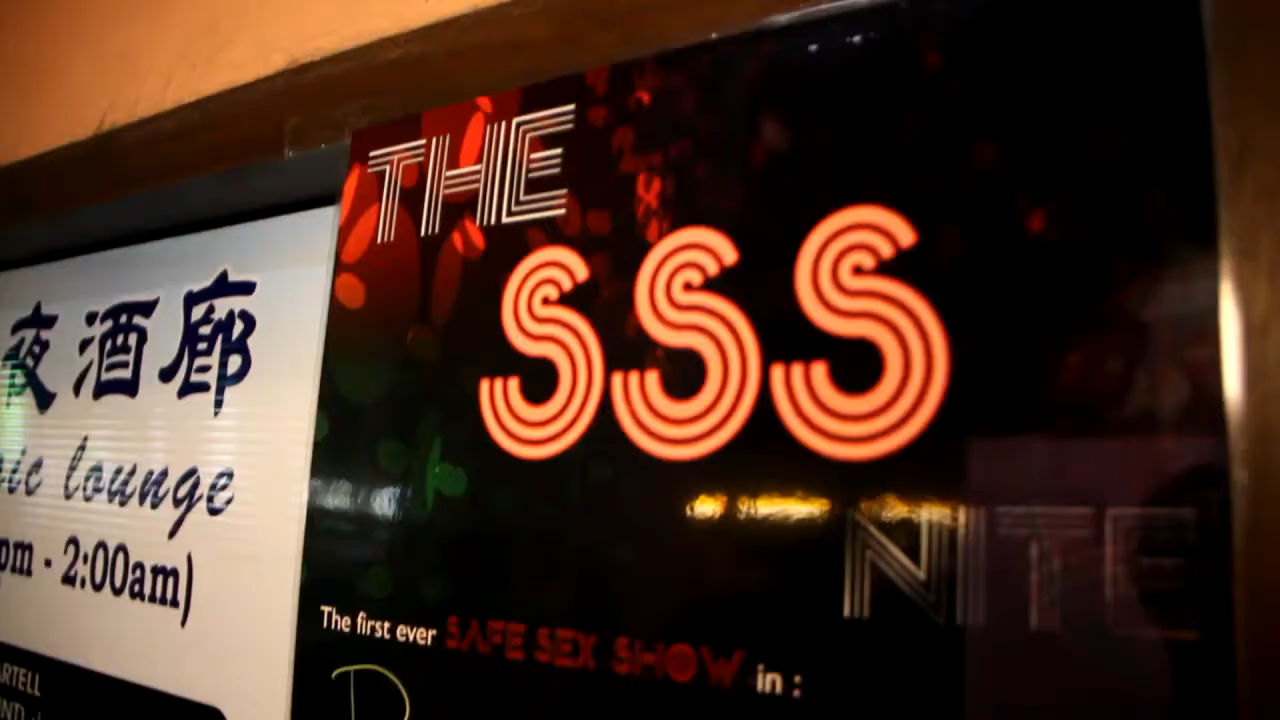 夜酒廊
lounge
pm - 2:00am)
THE
SSS
NITE
The first ever SAFE SEX SHOW in :